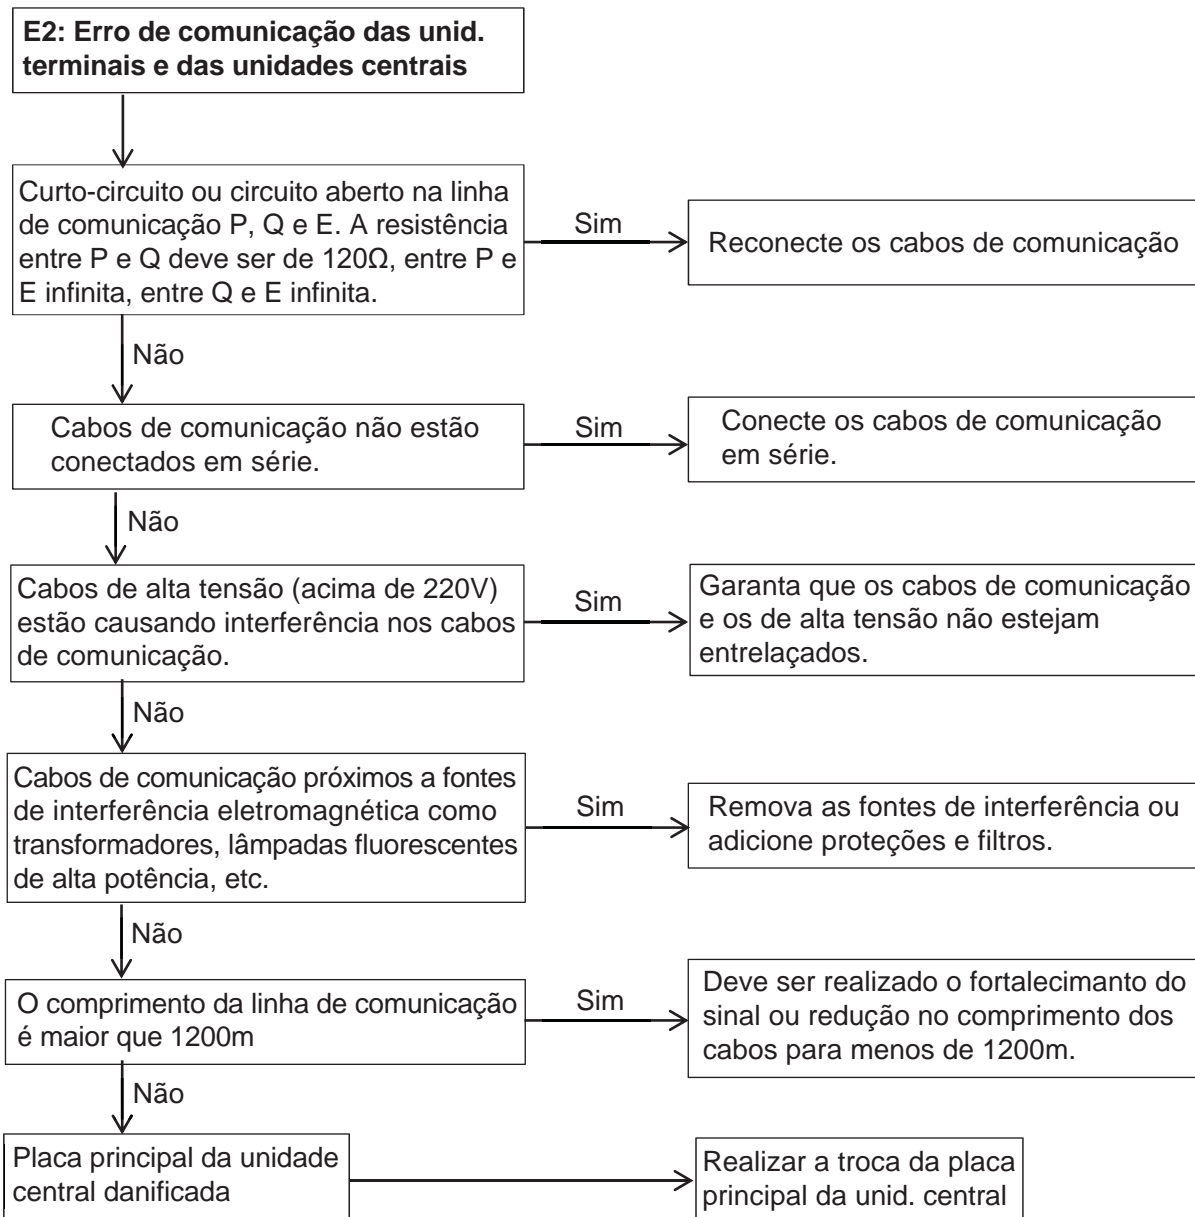 E2: Erro de comunicação das unid.
terminais e das unidades centrais
Curto-circuito ou circuito aberto na linha
de comunicação P, Q e E. A resistência
entre P e Q deve ser de 120Ω, entre P e
E infinita, entre Q e E infinita.
Sim
Reconecte os cabos de comunicação
Não
Cabos de comunicação não estão
conectados em série.
Sim
Conecte os cabos de comunicação
em série.
Não
Cabos de alta tensão (acima de 220V)
estão causando interferência nos cabos
de comunicação.
Sim
Garanta que os cabos de comunicação
e os de alta tensão não estejam
entrelaçados.
Não
Cabos de comunicação próximos a fontes
de interferência eletromagnética como
transformadores, lâmpadas fluorescentes
de alta potência, etc.
Sim
Remova as fontes de interferência ou
adicione proteções e filtros.
Não
O comprimento da linha de comunicação
é maior que 1200m
Sim
Deve ser realizado o fortalecimanto do
sinal ou redução no comprimento dos
cabos para menos de 1200m.
Não
Placa principal da unidade
central danificada
Realizar a troca da placa
principal da unid. central